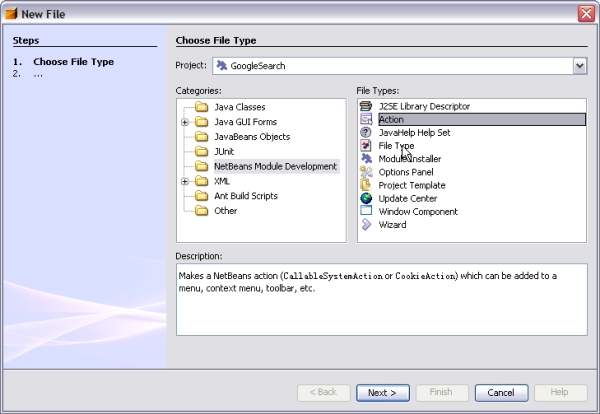 New File
Steps
1. Choose File Type
2. ...
Choose File Type
Project: GoogleSearch
Categories:
Java Classes
Java GUI Forms
JavaBeans Objects
JUnit
NetBeans Module Development
XML
Ant Build Scripts
Other
File Types:
J2SE Library Descriptor
Action
JavaHelp Help Set
File Type
Module Installer
Options Panel
Project Template
Update Center
Window Component
Wizard
Description:
Makes a NetBeans action (CallableSystemAction or CookieAction) which can be added to a
menu, context menu, toolbar, etc.
< Back Next > Finish Cancel Help